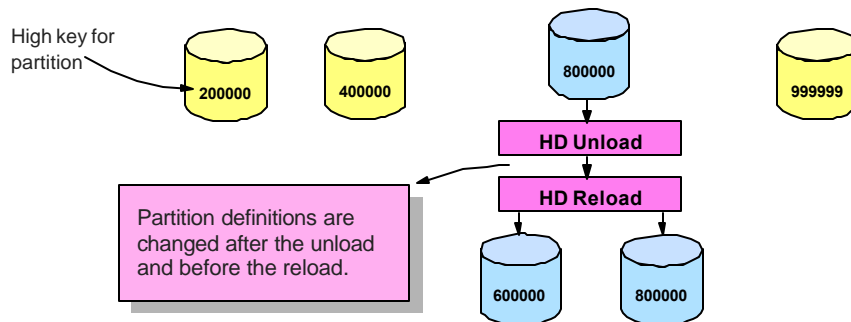 High key for
partition
200000
400000
800000
999999
HD Unload
HD Reload
Partition definitions are
changed after the unload
and before the reload.
600000
800000